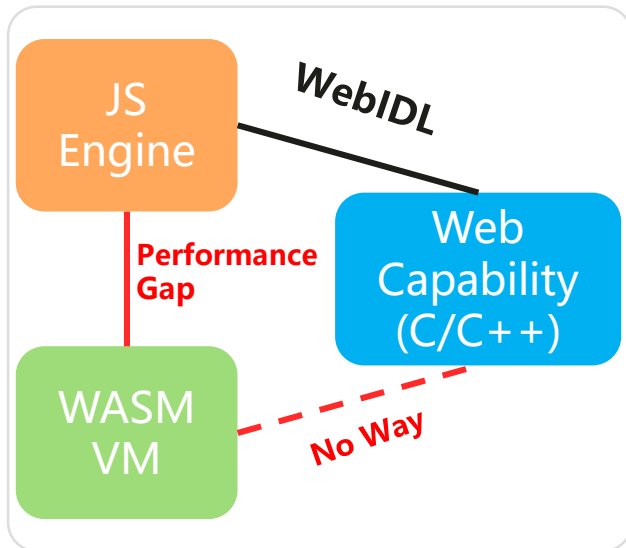 JS
Engine
WebIDL
Web
Capability
(C/C++)
Performance
Gap
WASM
VM
No Way